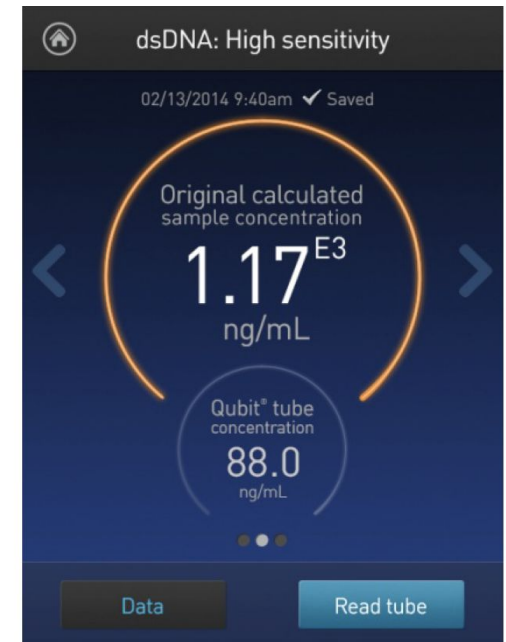 dsDNA: High sensitivity
02/13/2014 9:40am ✔ Saved
Original calculated
sample concentration
1.17E3
ng/mL
Qubit® tube
concentration
88.0
ng/mL
Data
Read tube